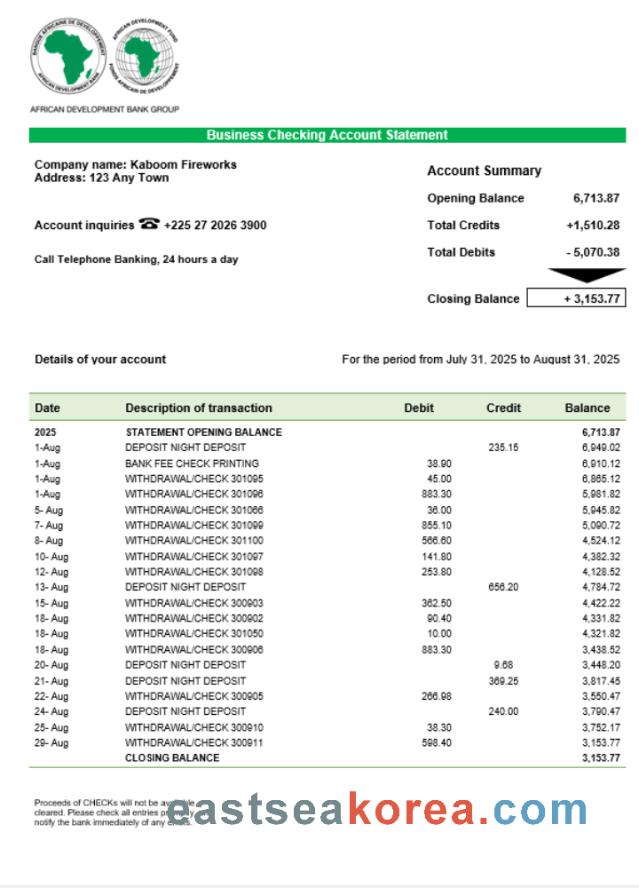 BANQUE AFRICAINE DE DEVELOPPEMENT
AFRICAN DEVELOPMENT BANK
AFRICAN DEVELOPMENT FUND
FONDS AFRICAIN DE DEVELOPPEMENT
AFRICAN DEVELOPMENT BANK GROUP
Business Checking Account Statement
Company name: Kaboom Fireworks
Address: 123 Any Town
Account inquiries ☎ +225 27 2026 3900
Call Telephone Banking, 24 hours a day
Account Summary
Opening Balance 6,713.87
Total Credits +1,510.28
Total Debits - 5,070.38
Closing Balance + 3,153.77
Details of your account For the period from July 31, 2025 to August 31, 2025
Date Description of transaction Debit Credit Balance
2025 STATEMENT OPENING BALANCE 6,713.87
1-Aug DEPOSIT NIGHT DEPOSIT 235.15 6,949.02
1-Aug BANK FEE CHECK PRINTING 38.90 6,910.12
1-Aug WITHDRAWAL/CHECK 301095 45.00 6,865.12
1-Aug WITHDRAWAL/CHECK 301096 883.30 5,981.82
5- Aug WITHDRAWAL/CHECK 301066 36.00 5,945.82
7- Aug WITHDRAWAL/CHECK 301099 855.10 5,090.72
8- Aug WITHDRAWAL/CHECK 301100 566.60 4,524.12
10- Aug WITHDRAWAL/CHECK 301097 141.80 4,382.32
12- Aug WITHDRAWAL/CHECK 301098 253.80 4,128.52
13- Aug DEPOSIT NIGHT DEPOSIT 656.20 4,784.72
15- Aug WITHDRAWAL/CHECK 300903 362.50 4,422.22
18- Aug WITHDRAWAL/CHECK 300902 90.40 4,331.82
18- Aug WITHDRAWAL/CHECK 301050 10.00 4,321.82
18- Aug WITHDRAWAL/CHECK 300906 883.30 3,438.52
20- Aug DEPOSIT NIGHT DEPOSIT 9.68 3,448.20
21- Aug DEPOSIT NIGHT DEPOSIT 369.25 3,817.45
22- Aug WITHDRAWAL/CHECK 300905 266.98 3,550.47
24- Aug DEPOSIT NIGHT DEPOSIT 240.00 3,790.47
25- Aug WITHDRAWAL/CHECK 300910 38.30 3,752.17
29- Aug WITHDRAWAL/CHECK 300911 598.40 3,153.77
CLOSING BALANCE 3,153.77
Proceeds of CHECKs will not be
cleared. Please check all entries
notify the bank immediately of any
eastseakorea.com